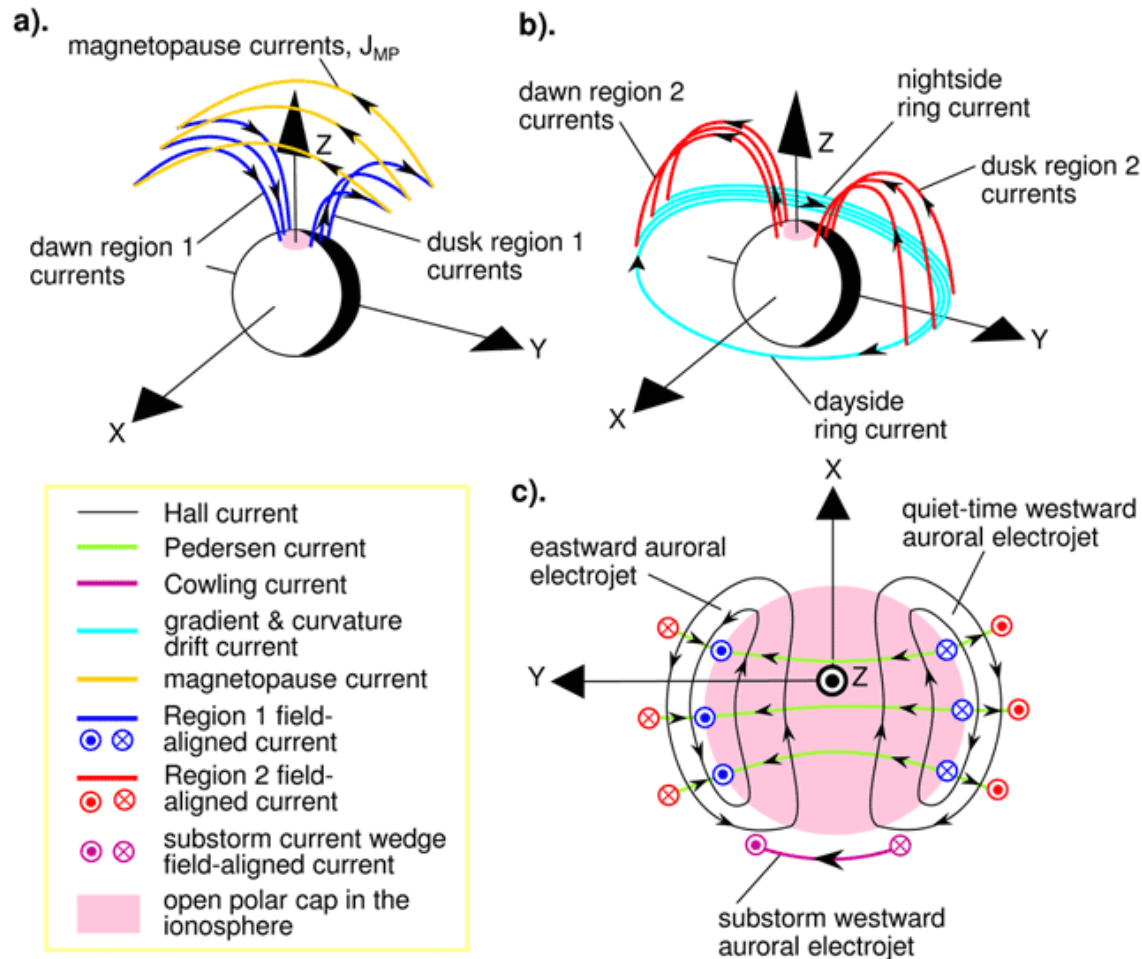 a).
magnetopause currents, J_MP
Z
dawn region 1
currents
dusk region 1
currents
Y
X
b).
dawn region 2
currents
nightside
ring current
Z
dusk region 2
currents
Y
X
dayside
ring current
Hall current
Pedersen current
Cowling current
gradient & curvature
drift current
magnetopause current
Region 1 field-
aligned current
Region 2 field-
aligned current
substorm current wedge
field-aligned current
open polar cap in the
ionosphere
c).
X
quiet-time westward
auroral electrojet
eastward auroral
electrojet
Y
Z
substorm westward
auroral electrojet